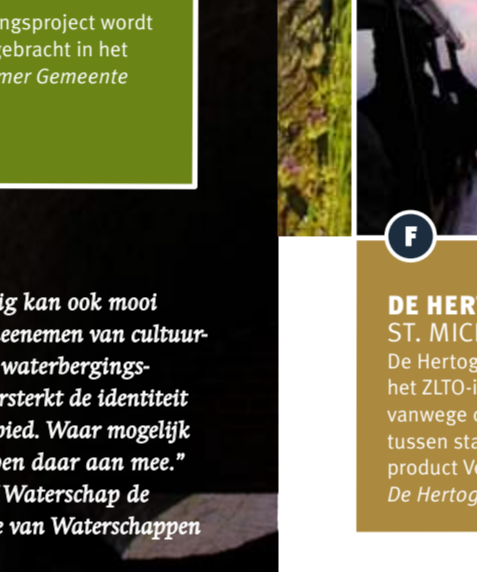 ngsproject wordt
gebracht in het
mer Gemeente
ig kan ook mooi
eenemen van cultuur-
waterbergings-
rsterkt de identiteit
bied. Waar mogelijk
en daar aan mee.”
Waterschap de
van Waterschappen
F
DE HER
ST. MIC
De Hertog
het ZLTO-i
vanwege
tussen sta
product Ve
De Hertog